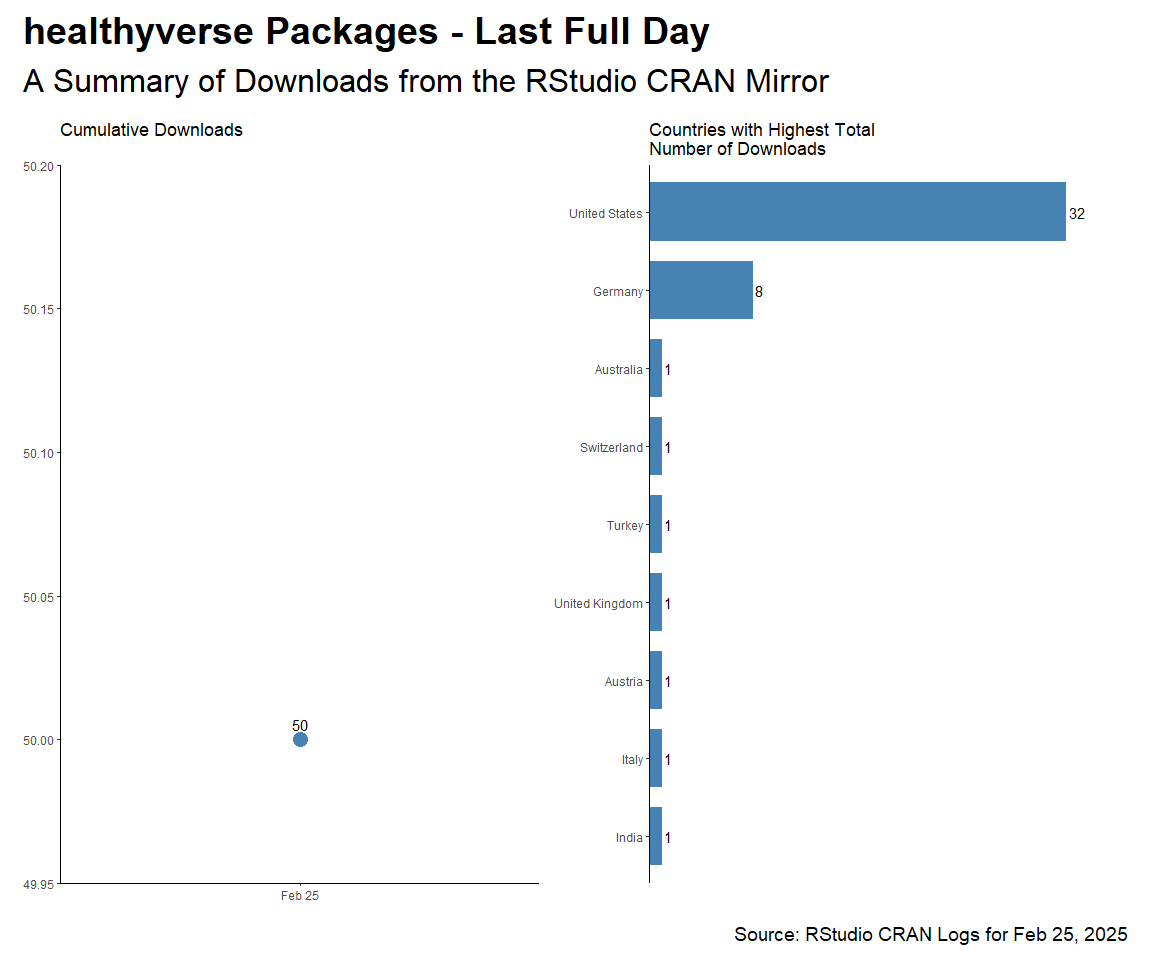 healthyverse Packages - Last Full Day
A Summary of Downloads from the RStudio CRAN Mirror
Cumulative Downloads
50.20
50.15
50.10
50.05
50.00
49.95
50
Feb 25
Countries with Highest Total
Number of Downloads
United States 32
Germany 8
Australia 1
Switzerland 1
Turkey 1
United Kingdom 1
Austria 1
Italy 1
India 1
Source: RStudio CRAN Logs for Feb 25, 2025